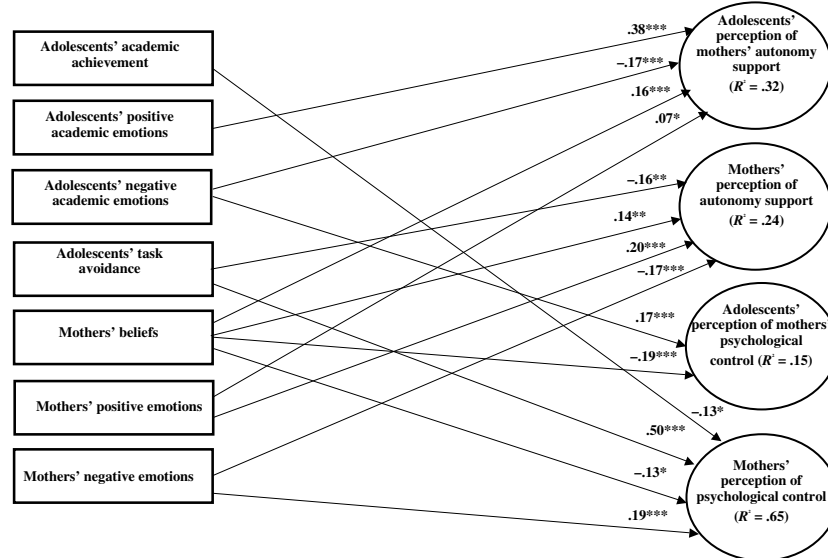 Adolescents’ academic
achievement
Adolescents’ positive
academic emotions
Adolescents’ negative
academic emotions
Adolescents’ task
avoidance
Mothers’ beliefs
Mothers’ positive emotions
Mothers’ negative emotions
.38***
–.17***
.16***
.07*
–.16**
.14**
.20***
–.17***
.17***
–.19***
–.13*
.50***
–.13*
.19***
Adolescents’
perception of
mothers’ autonomy
support
(R² = .32)
Mothers’
perception of
autonomy support
(R² = .24)
Adolescents’
perception of mothers’
psychological
control (R² = .15)
Mothers’
perception of
psychological control
(R² = .65)